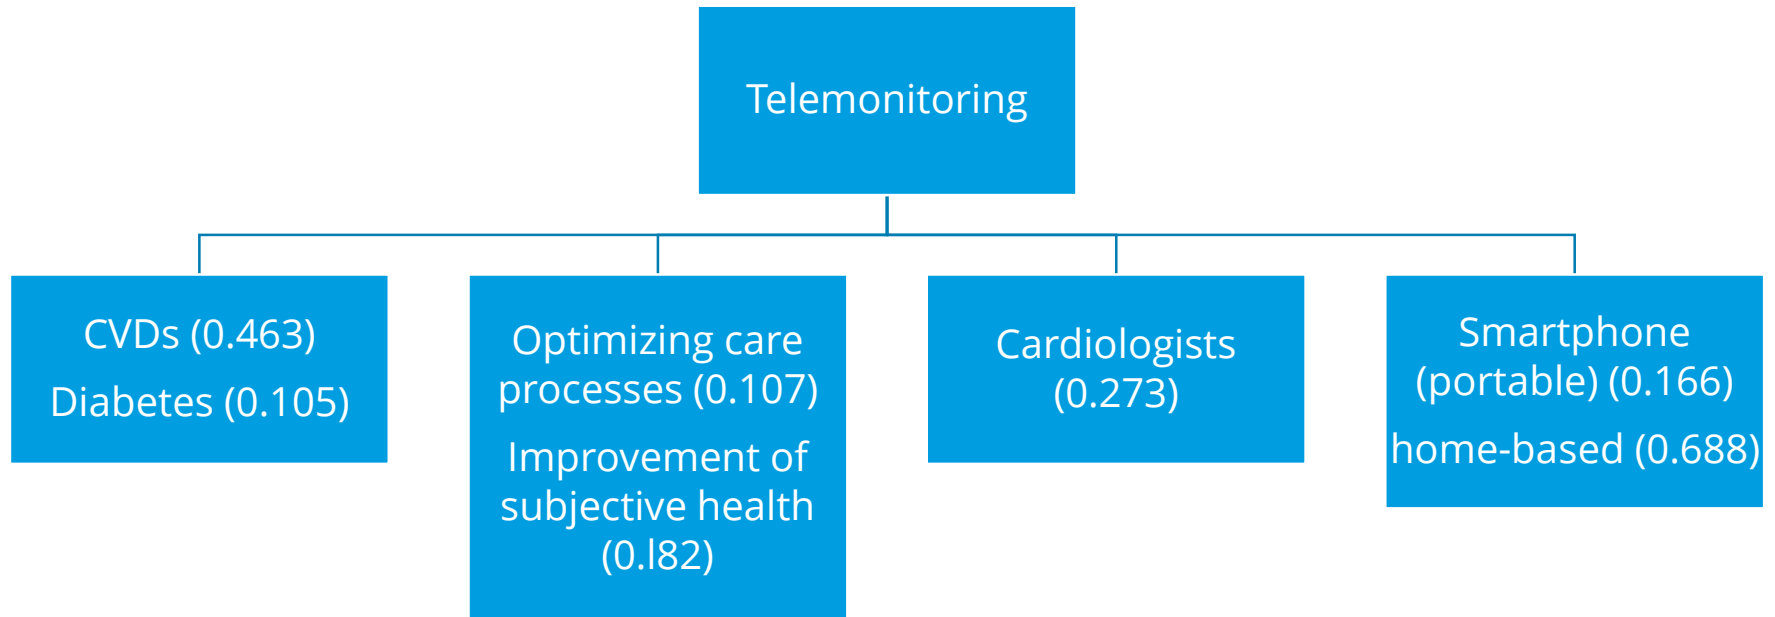 Telemonitoring
CVDs (0.463)
Diabetes (0.105)
Optimizing care
processes (0.107)
Improvement of
subjective health
(0.l82)
Cardiologists
(0.273)
Smartphone
(portable) (0.166)
home-based (0.688)